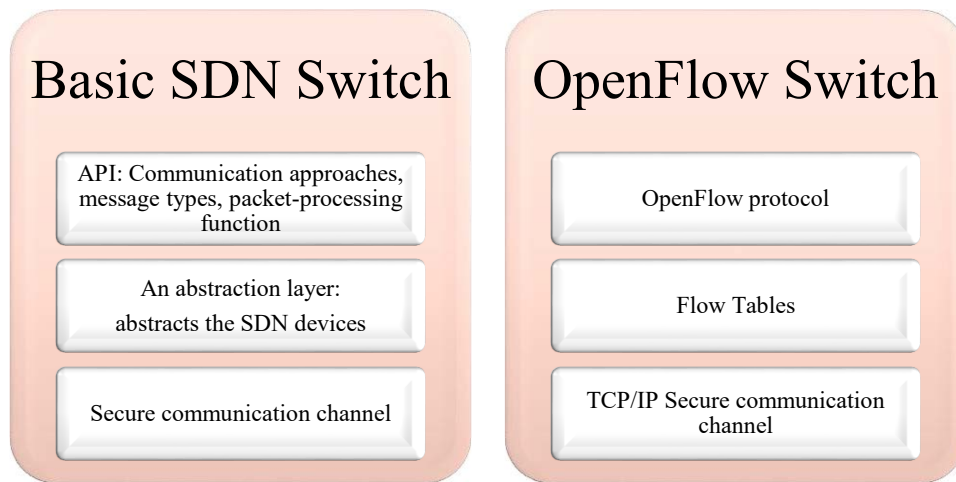 Basic SDN Switch
API: Communication approaches,
message types, packet-processing
function
An abstraction layer:
abstracts the SDN devices
Secure communication channel
OpenFlow Switch
OpenFlow protocol
Flow Tables
TCP/IP Secure communication
channel